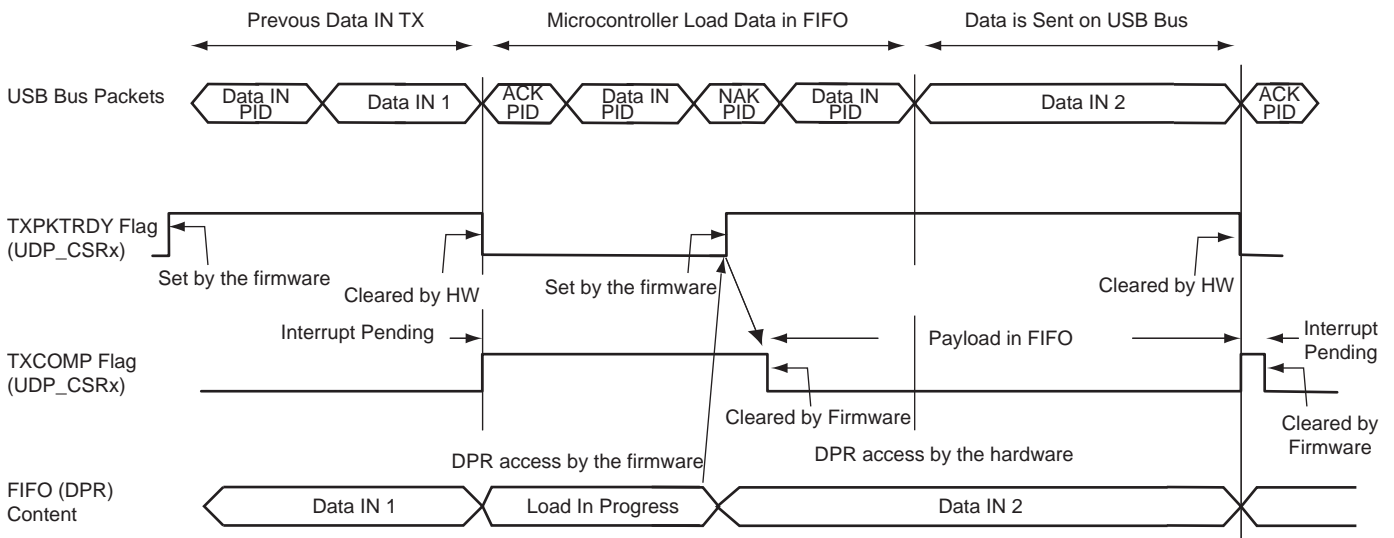 Prevous Data IN TX
Microcontroller Load Data in FIFO
Data is Sent on USB Bus
USB Bus Packets
Data IN
PID
Data IN 1
ACK
PID
Data IN
PID
NAK
PID
Data IN
PID
Data IN 2
ACK
PID
TXPKTRDY Flag
(UDP_CSRx)
Set by the firmware
Cleared by HW
Set by the firmware
Cleared by HW
Interrupt Pending
Payload in FIFO
Interrupt
Pending
TXCOMP Flag
(UDP_CSRx)
Cleared by Firmware
Cleared by
Firmware
DPR access by the firmware
DPR access by the hardware
FIFO (DPR)
Content
Data IN 1
Load In Progress
Data IN 2